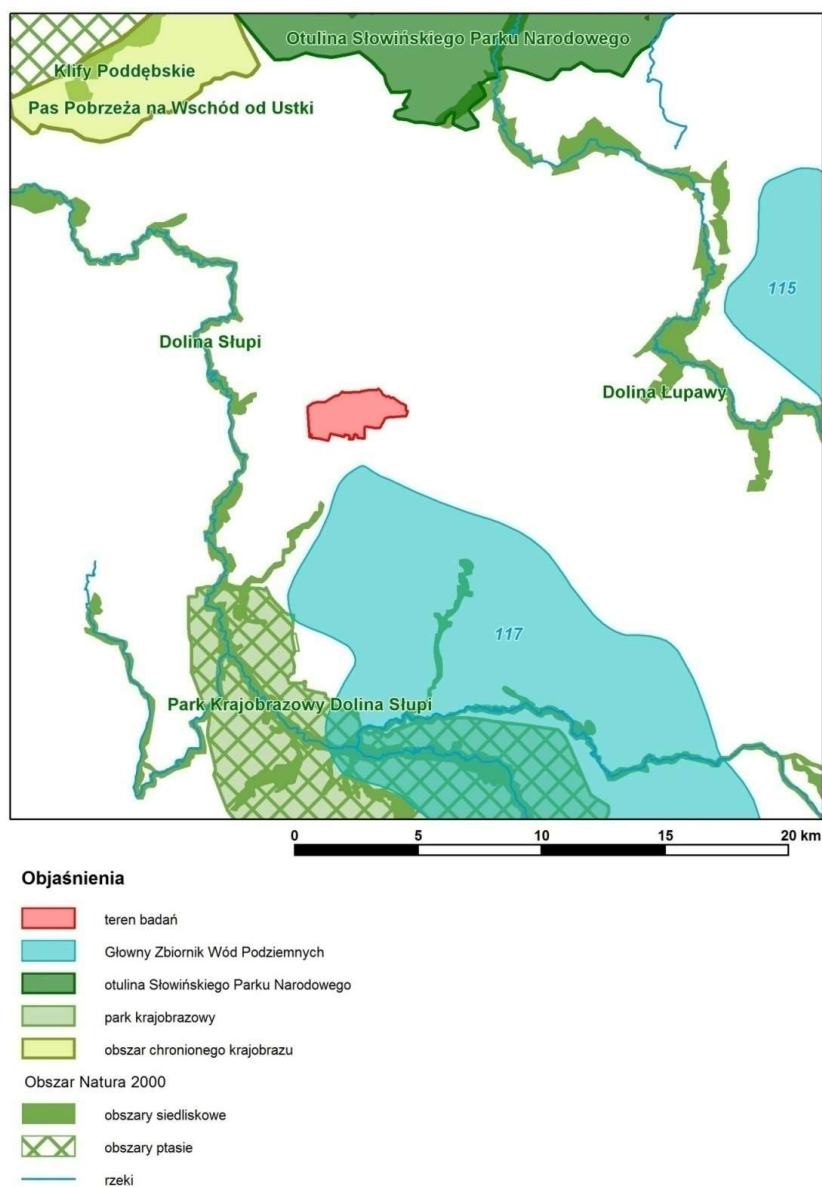 Otulina Słowińskiego Parku Narodowego
Klify Poddębskie
Pas Pobrzeża na Wschód od Ustki
115
Dolina Słupi
Dolina Łupawy
117
Park Krajobrazowy Dolina Słupi
0 5 10 15 20 km
Objaśnienia
teren badań
Głowny Zbiornik Wód Podziemnych
otulina Słowińskiego Parku Narodowego
park krajobrazowy
obszar chronionego krajobrazu
Obszar Natura 2000
obszary siedliskowe
obszary ptasie
rzeki